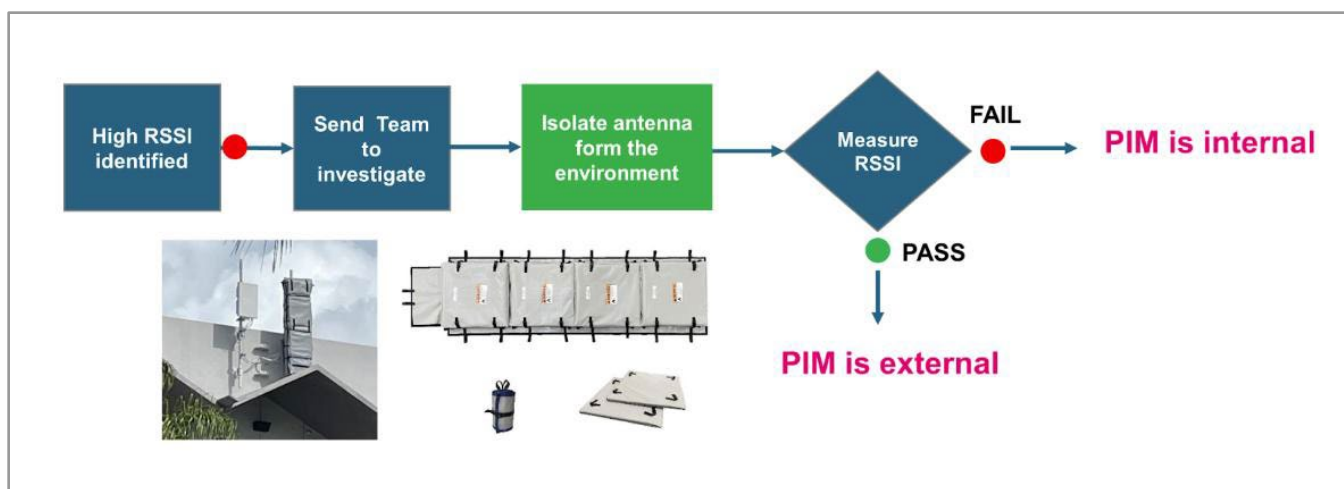 High RSSI
identified
Send Team
to
investigate
Isolate antenna
form the
environment
Measure
RSSI
FAIL
PIM is internal
PASS
PIM is external